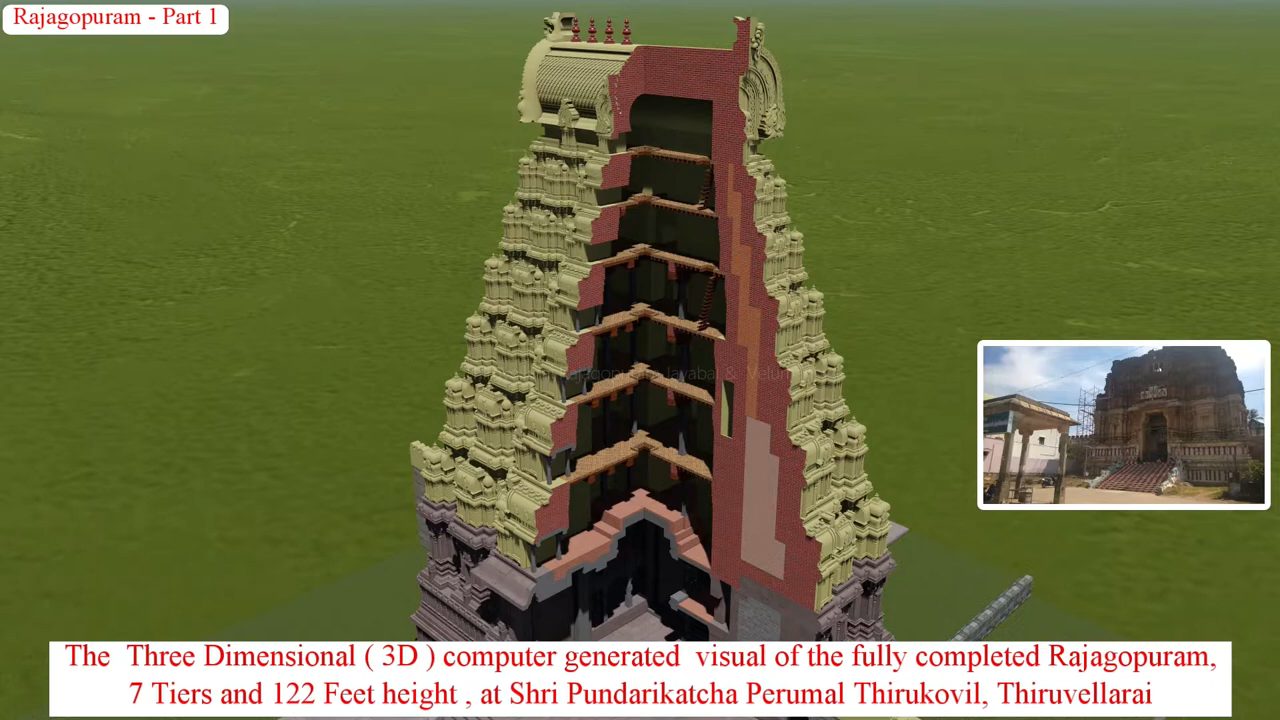 Rajagopuram - Part 1
The Three Dimensional ( 3D ) computer generated visual of the fully completed Rajagopuram,
7 Tiers and 122 Feet height , at Shri Pundarikatcha Perumal Thirukovil, Thiruvellarai